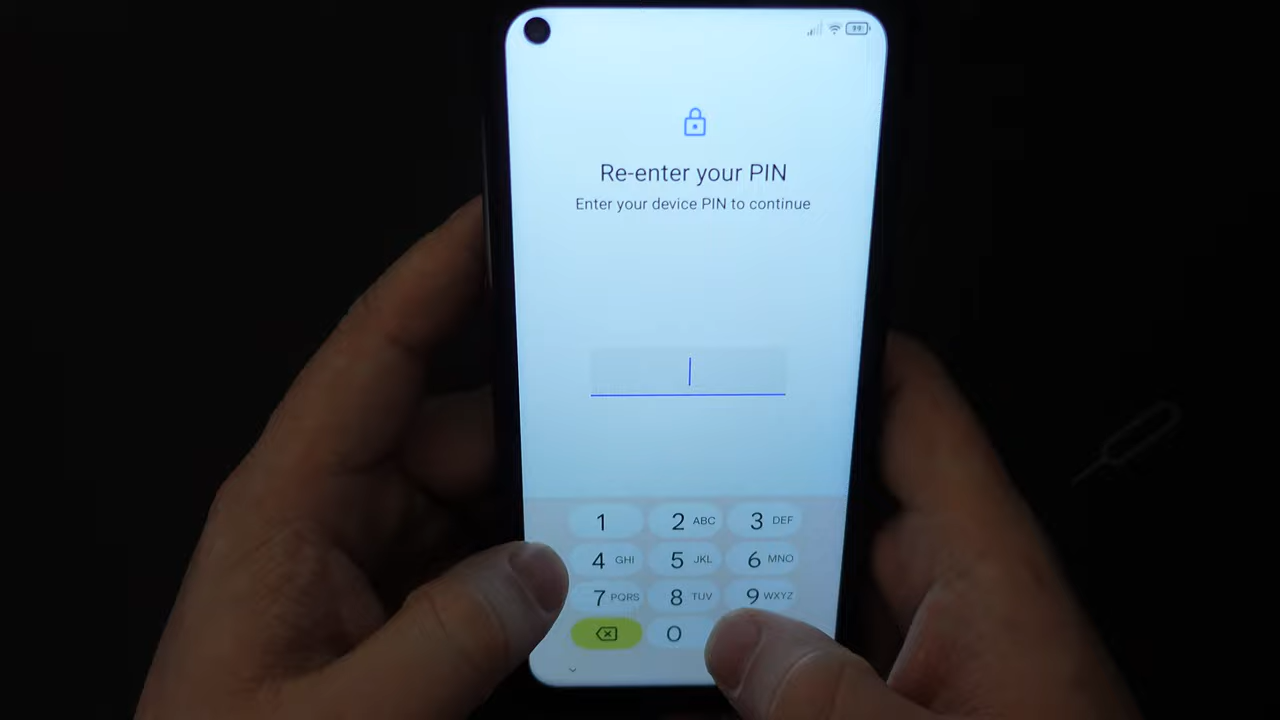 99
Re-enter your PIN
Enter your device PIN to continue
1 2 ABC 3 DEF
4 GHI 5 JKL 6 MNO
7 PQRS 8 TUV 9 WXYZ
0